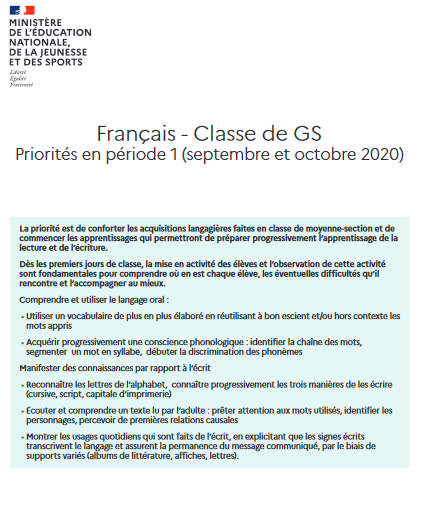 MINISTÈRE
DE L'ÉDUCATION
NATIONALE,
DE LA JEUNESSE
ET DES SPORTS
Liberté
Égalité
Fraternité
Français - Classe de GS
Priorités en période 1 (septembre et octobre 2020)
La priorité est de conforter les acquisitions langagières faites en classe de moyenne-section et de
commencer les apprentissages qui permettront de préparer progressivement l'apprentissage de la
lecture et de l'écriture.
Dès les premiers jours de classe, la mise en activité des élèves et l'observation de cette activité
sont fondamentales pour comprendre où en est chaque élève, les éventuelles difficultés qu'il
rencontre et l'accompagner au mieux.
Comprendre et utiliser le langage oral :
• Utiliser un vocabulaire de plus en plus élaboré en réutilisant à bon escient et/ou hors contexte les
mots appris
• Acquérir progressivement une conscience phonologique : identifier la chaîne des mots,
segmenter un mot en syllabe, débuter la discrimination des phonèmes
Manifester des connaissances par rapport à l'écrit
• Reconnaître les lettres de l'alphabet, connaître progressivement les trois manières de les écrire
(cursive, script, capitale d'imprimerie)
• Écouter et comprendre un texte lu par l'adulte : prêter attention aux mots utilisés, identifier les
personnages, percevoir de premières relations causales
• Montrer les usages quotidiens qui sont faits de l'écrit, en explicitant que les signes écrits
transcrivent le langage et assurent la permanence du message communiqué, par le biais de
supports variés (albums de littérature, affiches, lettres).